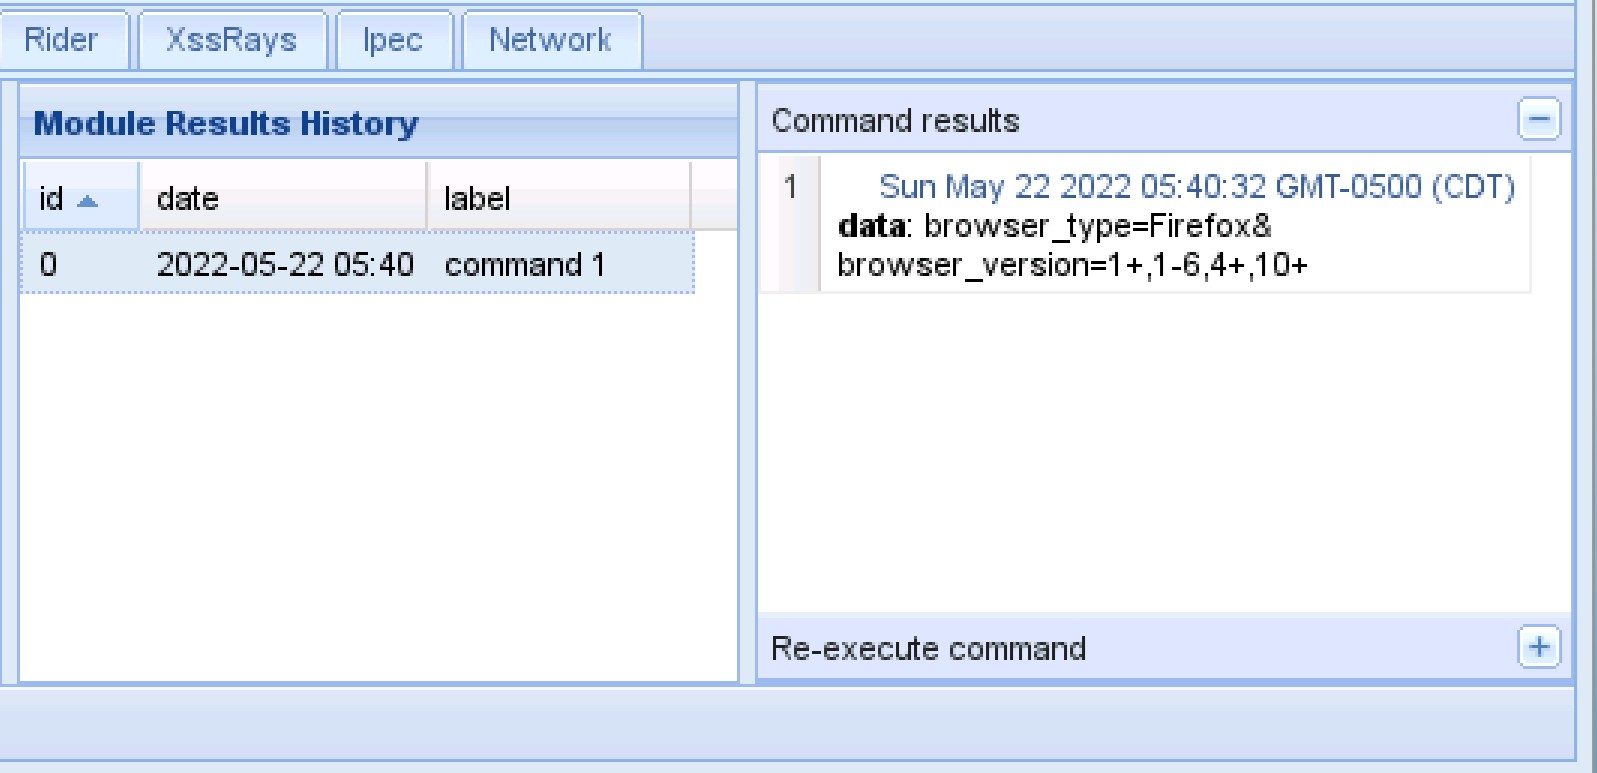 Rider XssRays Ipec Network
Module Results History
id date label
0 2022-05-22 05:40 command 1
Command results
1 Sun May 22 2022 05:40:32 GMT-0500 (CDT)
data: browser_type=Firefox&
browser_version=1+,1-6,4+,10+
Re-execute command